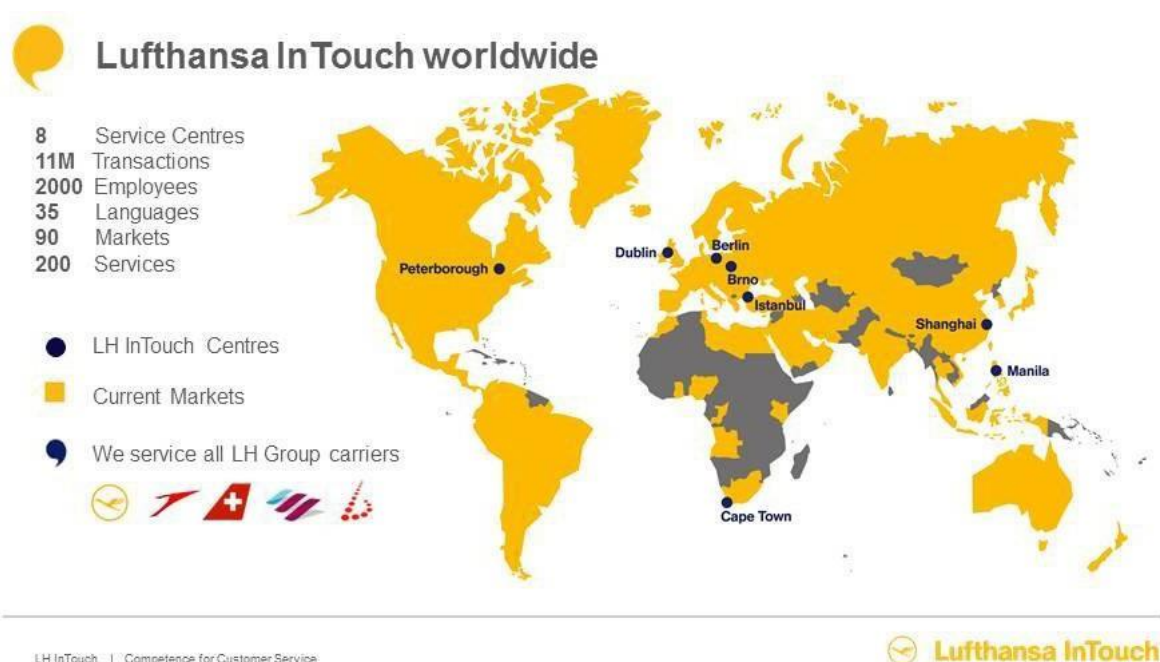 Lufthansa InTouch worldwide
8 Service Centres
11M Transactions
2000 Employees
35 Languages
90 Markets
200 Services
LH InTouch Centres
Current Markets
We service all LH Group carriers
Peterborough
Dublin
Berlin
Brno
Istanbul
Shanghai
Manila
Cape Town
LH InTouch | Competence for Customer Service
Lufthansa InTouch